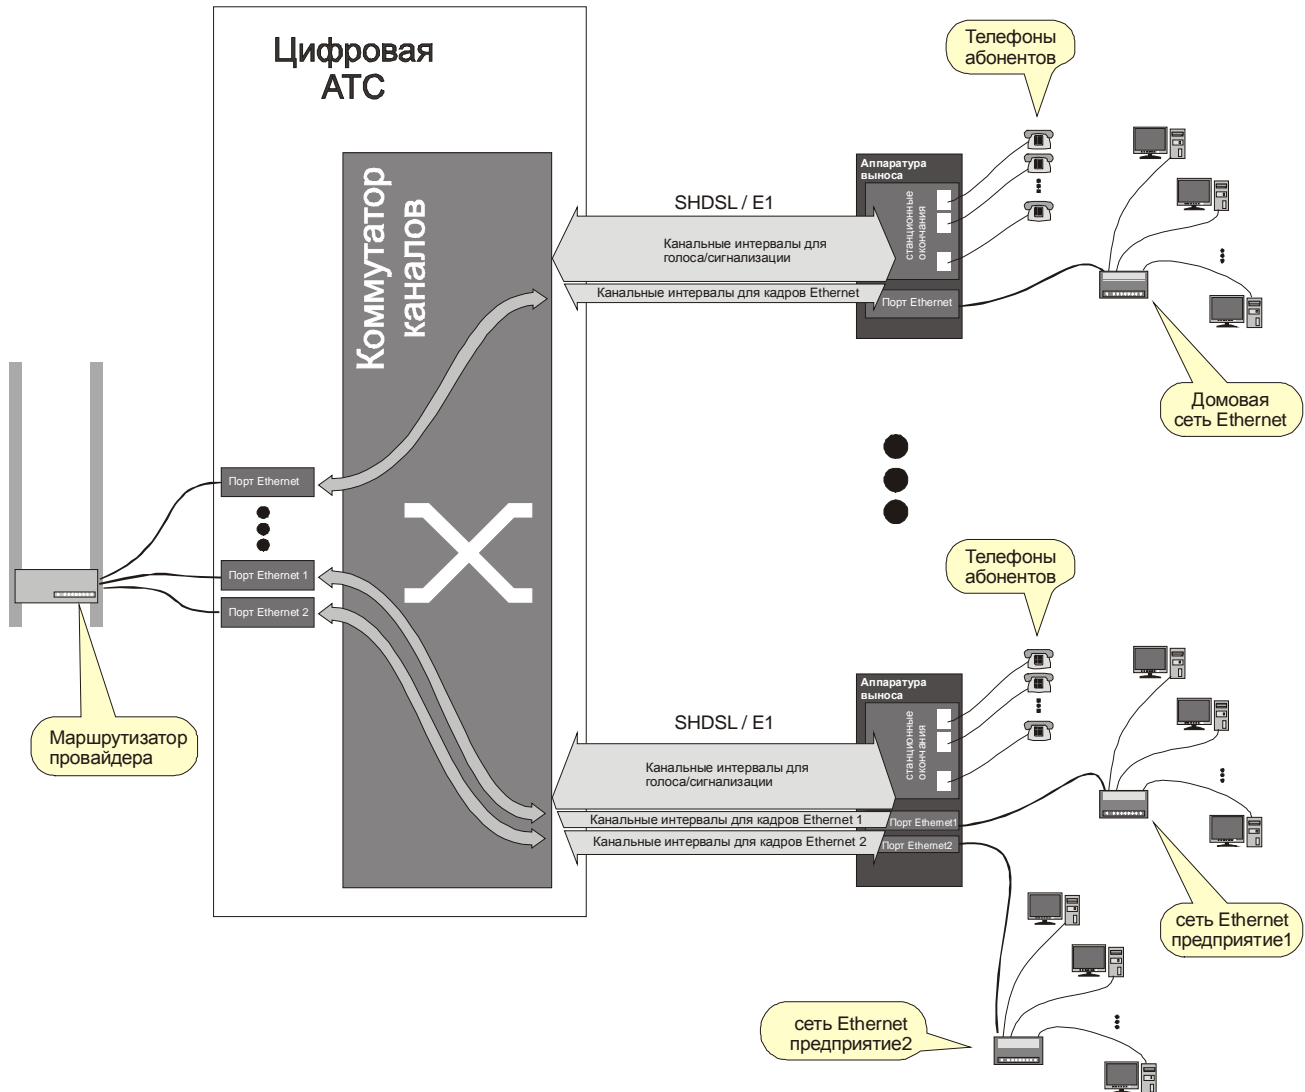 Цифровая
АТС
Коммутатор
каналов
Порт Ethernet
Порт Ethernet 1
Порт Ethernet 2
Маршрутизатор
провайдера
SHDSL / E1
Канальные интервалы для
голоса/сигнализации
Канальные интервалы для кадров Ethernet
Аппаратура
выноса
станционные
окончания
Порт Ethernet
Телефоны
абонентов
Домовая
сеть Ethernet
SHDSL / E1
Канальные интервалы для
голоса/сигнализации
Канальные интервалы для кадров Ethernet 1
Канальные интервалы для кадров Ethernet 2
Аппаратура
выноса
станционные
окончания
Порт Ethernet1
Порт Ethernet2
Телефоны
абонентов
сеть Ethernet
предприятие1
сеть Ethernet
предприятие2